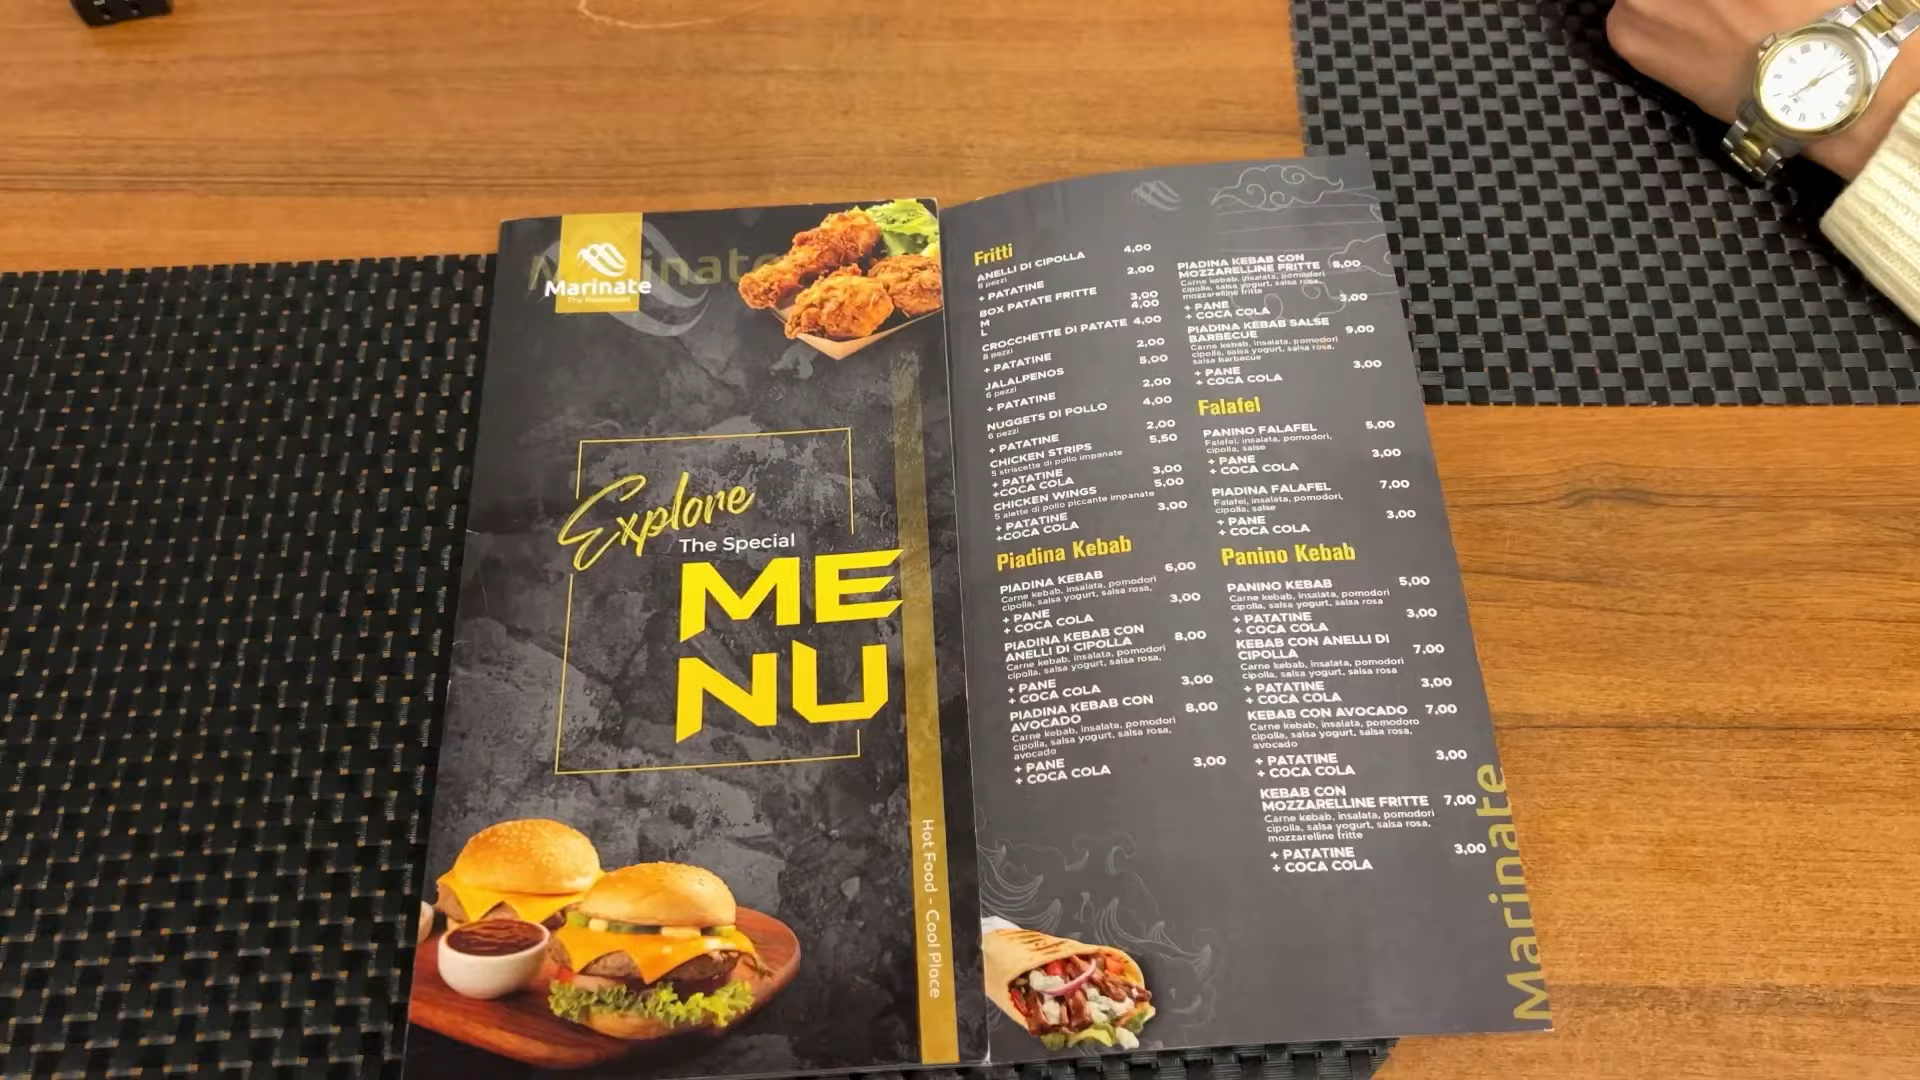 Marinate
Marinate
The Restaurant
Explore
The Special
ME
NU
Hot Food - Cool Place
Fritti
ANELLI DI CIPOLLA 4,00
8 pezzi
+ PATATINE 2,00
BOX PATATE FRITTE
M 3,00
L 4,00
CROCCHETTE DI PATATE 4,00
8 pezzi
+ PATATINE 2,00
JALALPENOS 5,00
6 pezzi
+ PATATINE 2,00
NUGGETS DI POLLO 4,00
6 pezzi
+ PATATINE 2,00
CHICKEN STRIPS 5,50
5 striscette di pollo impanate
+ PATATINE 3,00
+COCA COLA
CHICKEN WINGS 5,00
5 alette di pollo piccante impanate
+ PATATINE 3,00
+COCA COLA
Piadina Kebab
PIADINA KEBAB 6,00
Carne kebab, insalata, pomodori
cipolla, salsa yogurt, salsa rosa,
+ PANE 3,00
+ COCA COLA
PIADINA KEBAB CON
ANELLI DI CIPOLLA 8,00
Carne kebab, insalata, pomodori
cipolla, salsa yogurt, salsa rosa,
+ PANE 3,00
+ COCA COLA
PIADINA KEBAB CON
AVOCADO 8,00
Carne kebab, insalata, pomodori
cipolla, salsa yogurt, salsa rosa,
avocado
+ PANE 3,00
+ COCA COLA
PIADINA KEBAB CON
MOZZARELLINE FRITTE 8,00
Carne kebab, insalata, pomodori
cipolla, salsa yogurt, salsa rosa,
mozzarelline fritte
+ PANE 3,00
+ COCA COLA
PIADINA KEBAB SALSE
BARBECUE 9,00
Carne kebab, insalata, pomodori
cipolla, salsa yogurt, salsa rosa,
salsa barbecue
+ PANE 3,00
+ COCA COLA
Falafel
PANINO FALAFEL 5,00
Falafel, insalata, pomodori,
cipolla, salse
+ PANE 3,00
+ COCA COLA
PIADINA FALAFEL 7,00
Falafel, insalata, pomodori,
cipolla, salse
+ PANE 3,00
+ COCA COLA
Panino Kebab
PANINO KEBAB 5,00
Carne kebab, insalata, pomodori
cipolla, salsa yogurt, salsa rosa
+ PATATINE 3,00
+ COCA COLA
KEBAB CON ANELLI DI
CIPOLLA 7,00
Carne kebab, insalata, pomodori
cipolla, salsa yogurt, salsa rosa
+ PATATINE 3,00
+ COCA COLA
KEBAB CON AVOCADO 7,00
Carne kebab, insalata, pomodoro
cipolla, salsa yogurt, salsa rosa,
avocado
+ PATATINE 3,00
+ COCA COLA
KEBAB CON
MOZZARELLINE FRITTE 7,00
Carne kebab, insalata, pomodori
cipolla, salsa yogurt, salsa rosa,
mozzarelline fritte
+ PATATINE 3,00
+ COCA COLA
Marinate